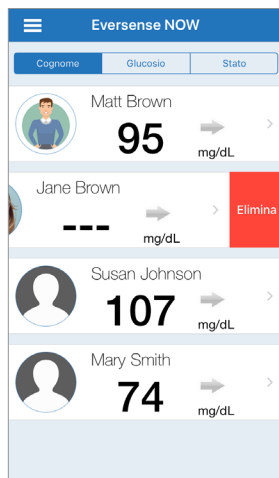 Eversense NOW
Cognome Glucosio Stato
Matt Brown
95
mg/dL
Jane Brown
---
mg/dL
Elimina
Susan Johnson
107
mg/dL
Mary Smith
74
mg/dL